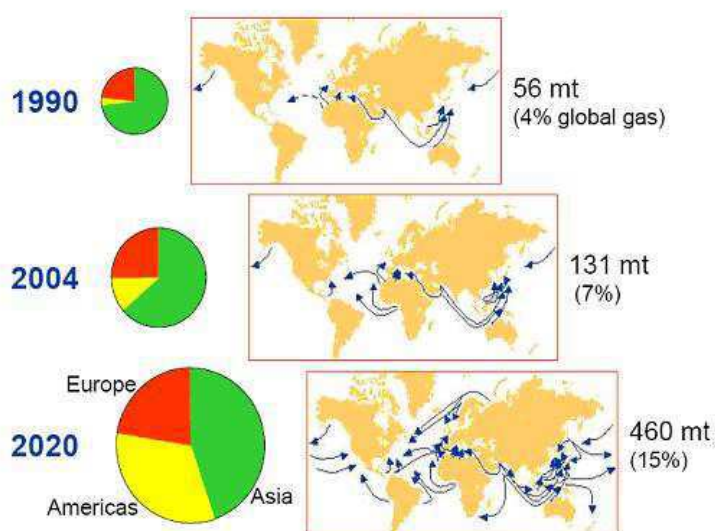 1990
56 mt
(4% global gas)
2004
131 mt
(7%)
Europe
2020
460 mt
(15%)
Americas
Asia